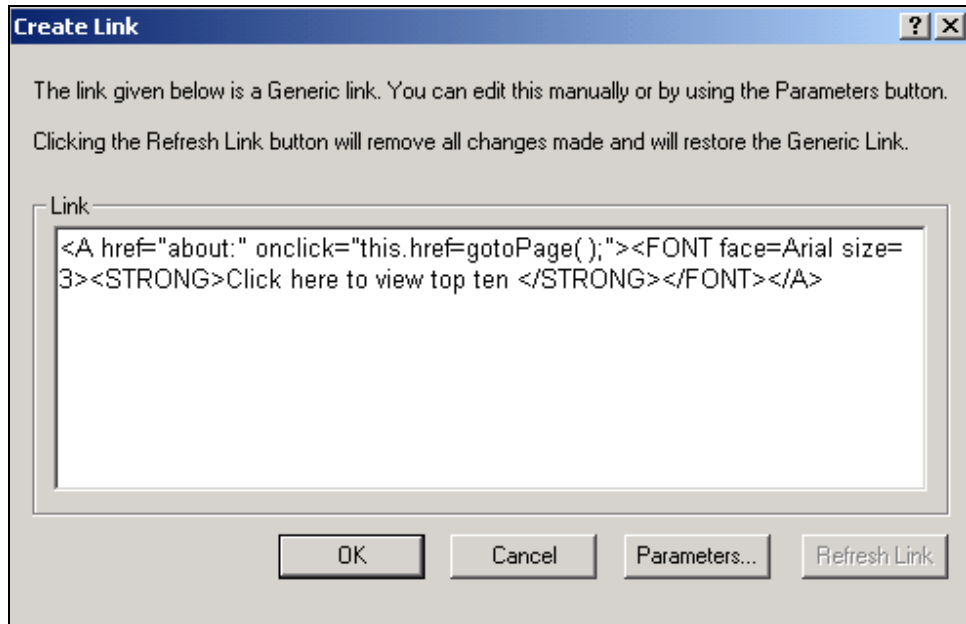 Create Link
The link given below is a Generic link. You can edit this manually or by using the Parameters button.
Clicking the Refresh Link button will remove all changes made and will restore the Generic Link.
Link
<A href="about:" onclick="this.href=gotoPage( );"><FONT face=Arial size=
3><STRONG>Click here to view top ten </STRONG></FONT></A>
OK Cancel Parameters... Refresh Link